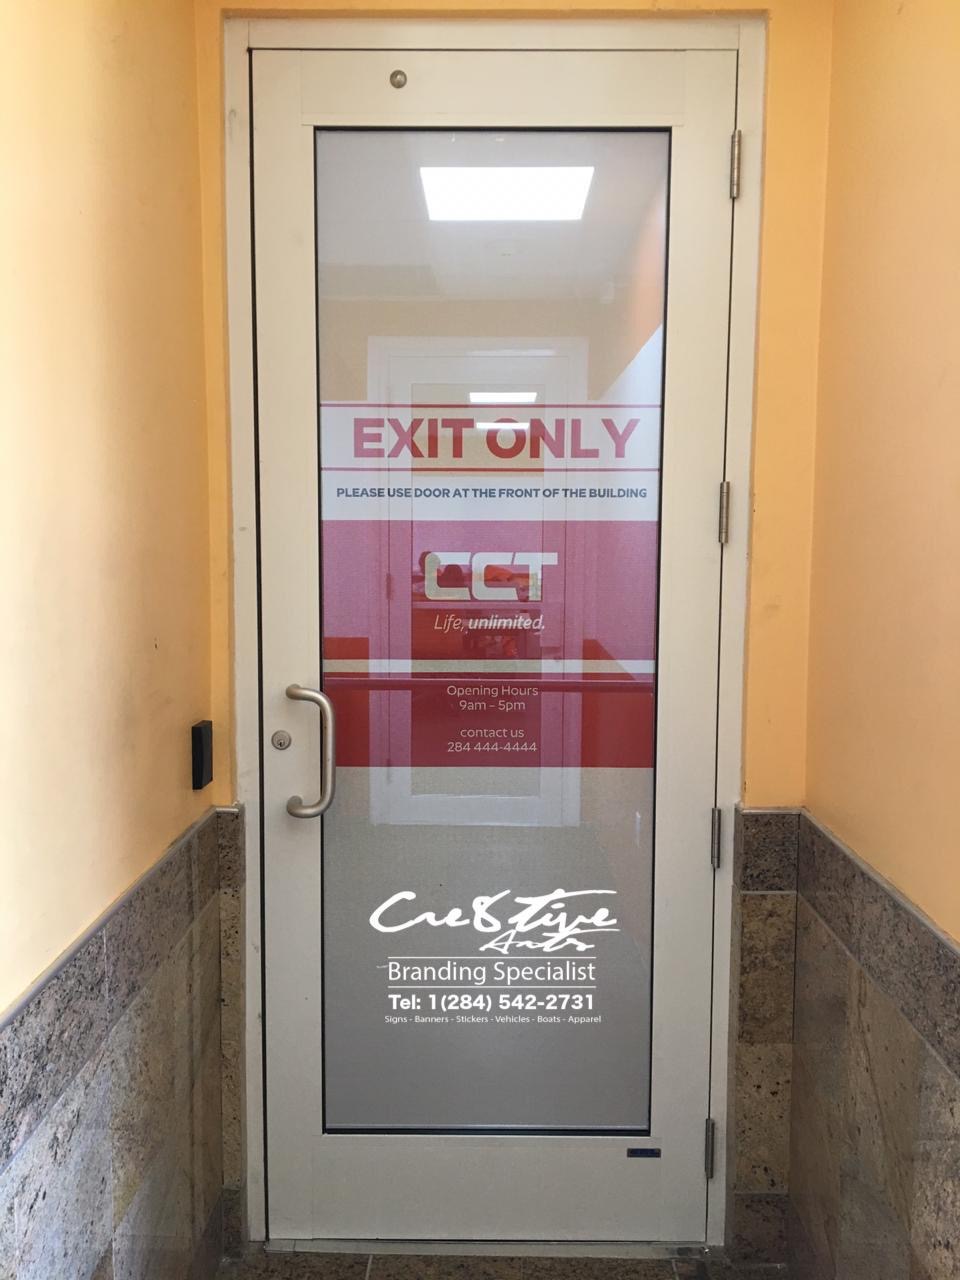 EXIT ONLY
PLEASE USE DOOR AT THE FRONT OF THE BUILDING
CCT
Life, unlimited.
Opening Hours
9am - 5pm
contact us
284 444-4444
Cre8tive
Arts
Branding Specialist
Tel: 1(284) 542-2731
Signs - Banners - Stickers - Vehicles - Boats - Apparel